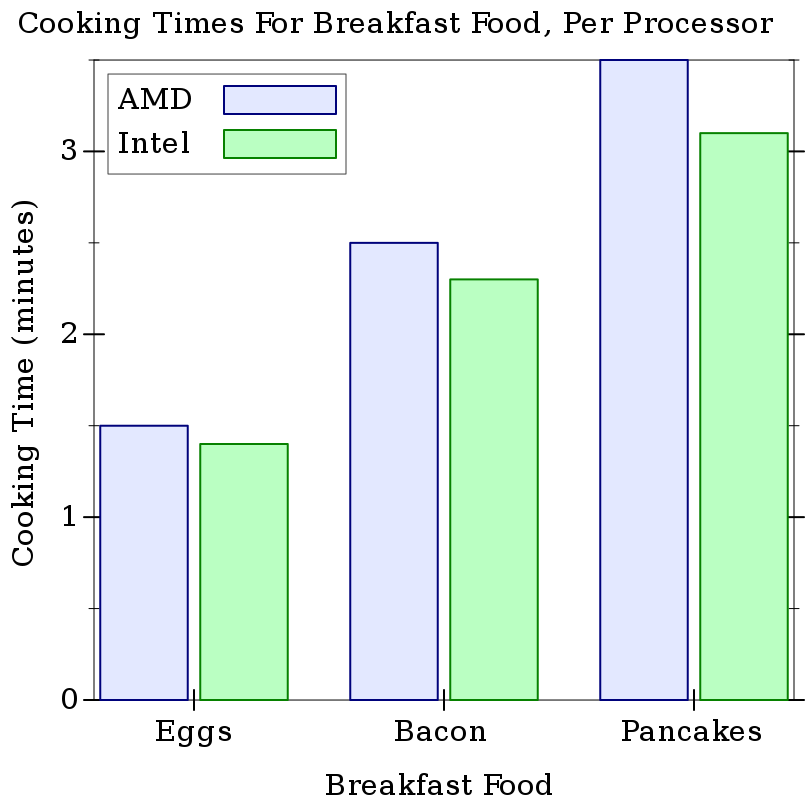 Cooking Times For Breakfast Food, Per Processor
AMD
Intel
3
2
1
0
Cooking Time (minutes)
Eggs Bacon Pancakes
Breakfast Food